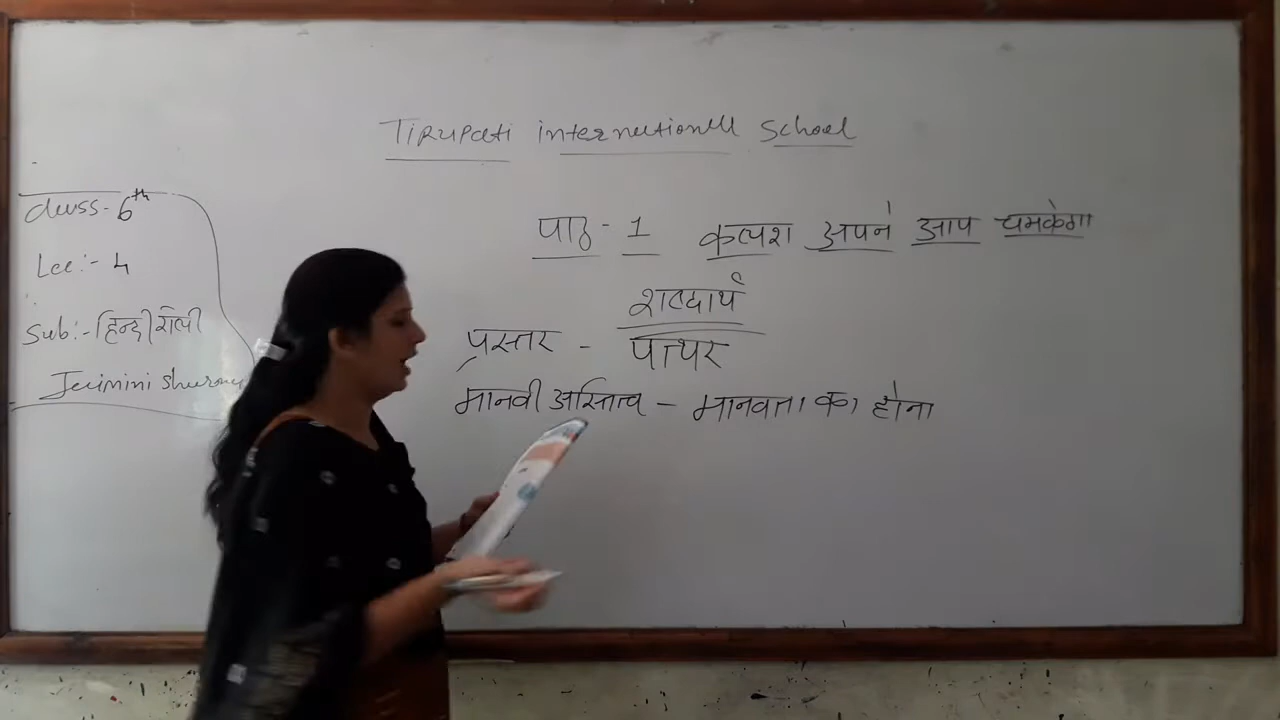 Tirupati international School
class- 6th
Lec:- 4
Sub:- हिन्दी शैली
पाठ - 1 कलश अपने आप चमकेगा
शब्दार्थ
प्रस्तर - पत्थर
मानवी अस्तित्व - मानवता का होना